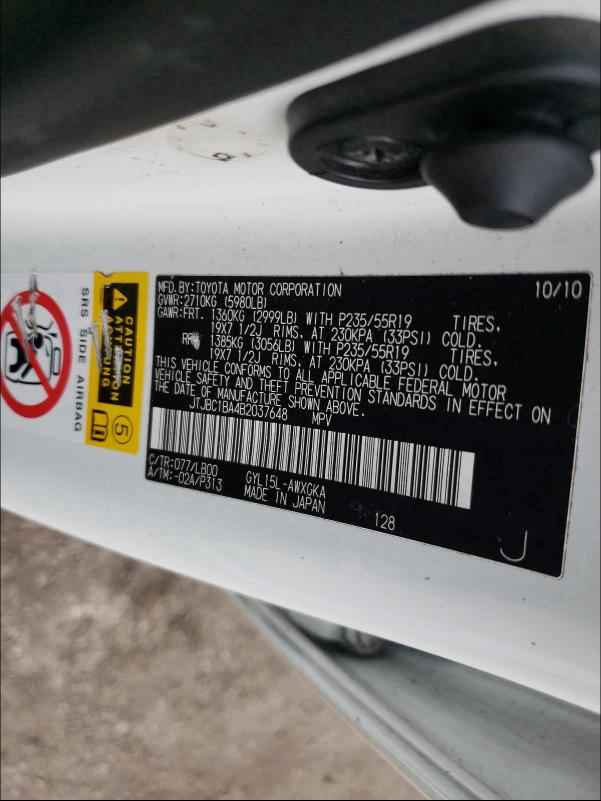 MFD.BY:TOYOTA MOTOR CORPORATION 10/10
GVWR:2710KG (5980LB)
GAWR:FRT. 1360KG (2999LB) WITH P235/55R19 TIRES,
19X7 1/2J RIMS, AT 230KPA (33PSI) COLD.
RR. 1385KG (3056LB) WITH P235/55R19 TIRES,
19X7 1/2J RIMS, AT 230KPA (33PSI) COLD.
THIS VEHICLE CONFORMS TO ALL APPLICABLE FEDERAL MOTOR
VEHICLE SAFETY AND THEFT PREVENTION STANDARDS IN EFFECT ON
THE DATE OF MANUFACTURE SHOWN ABOVE.
JTJBC1BA4B2037648 MPV
C/TR:077/LB00 GYL15L-AWXGKA
A/TM:-02A/P313 MADE IN JAPAN
128
J
CAUTION
ATTENTION
ACHTUNG
5
SRS SIDE AIRBAG